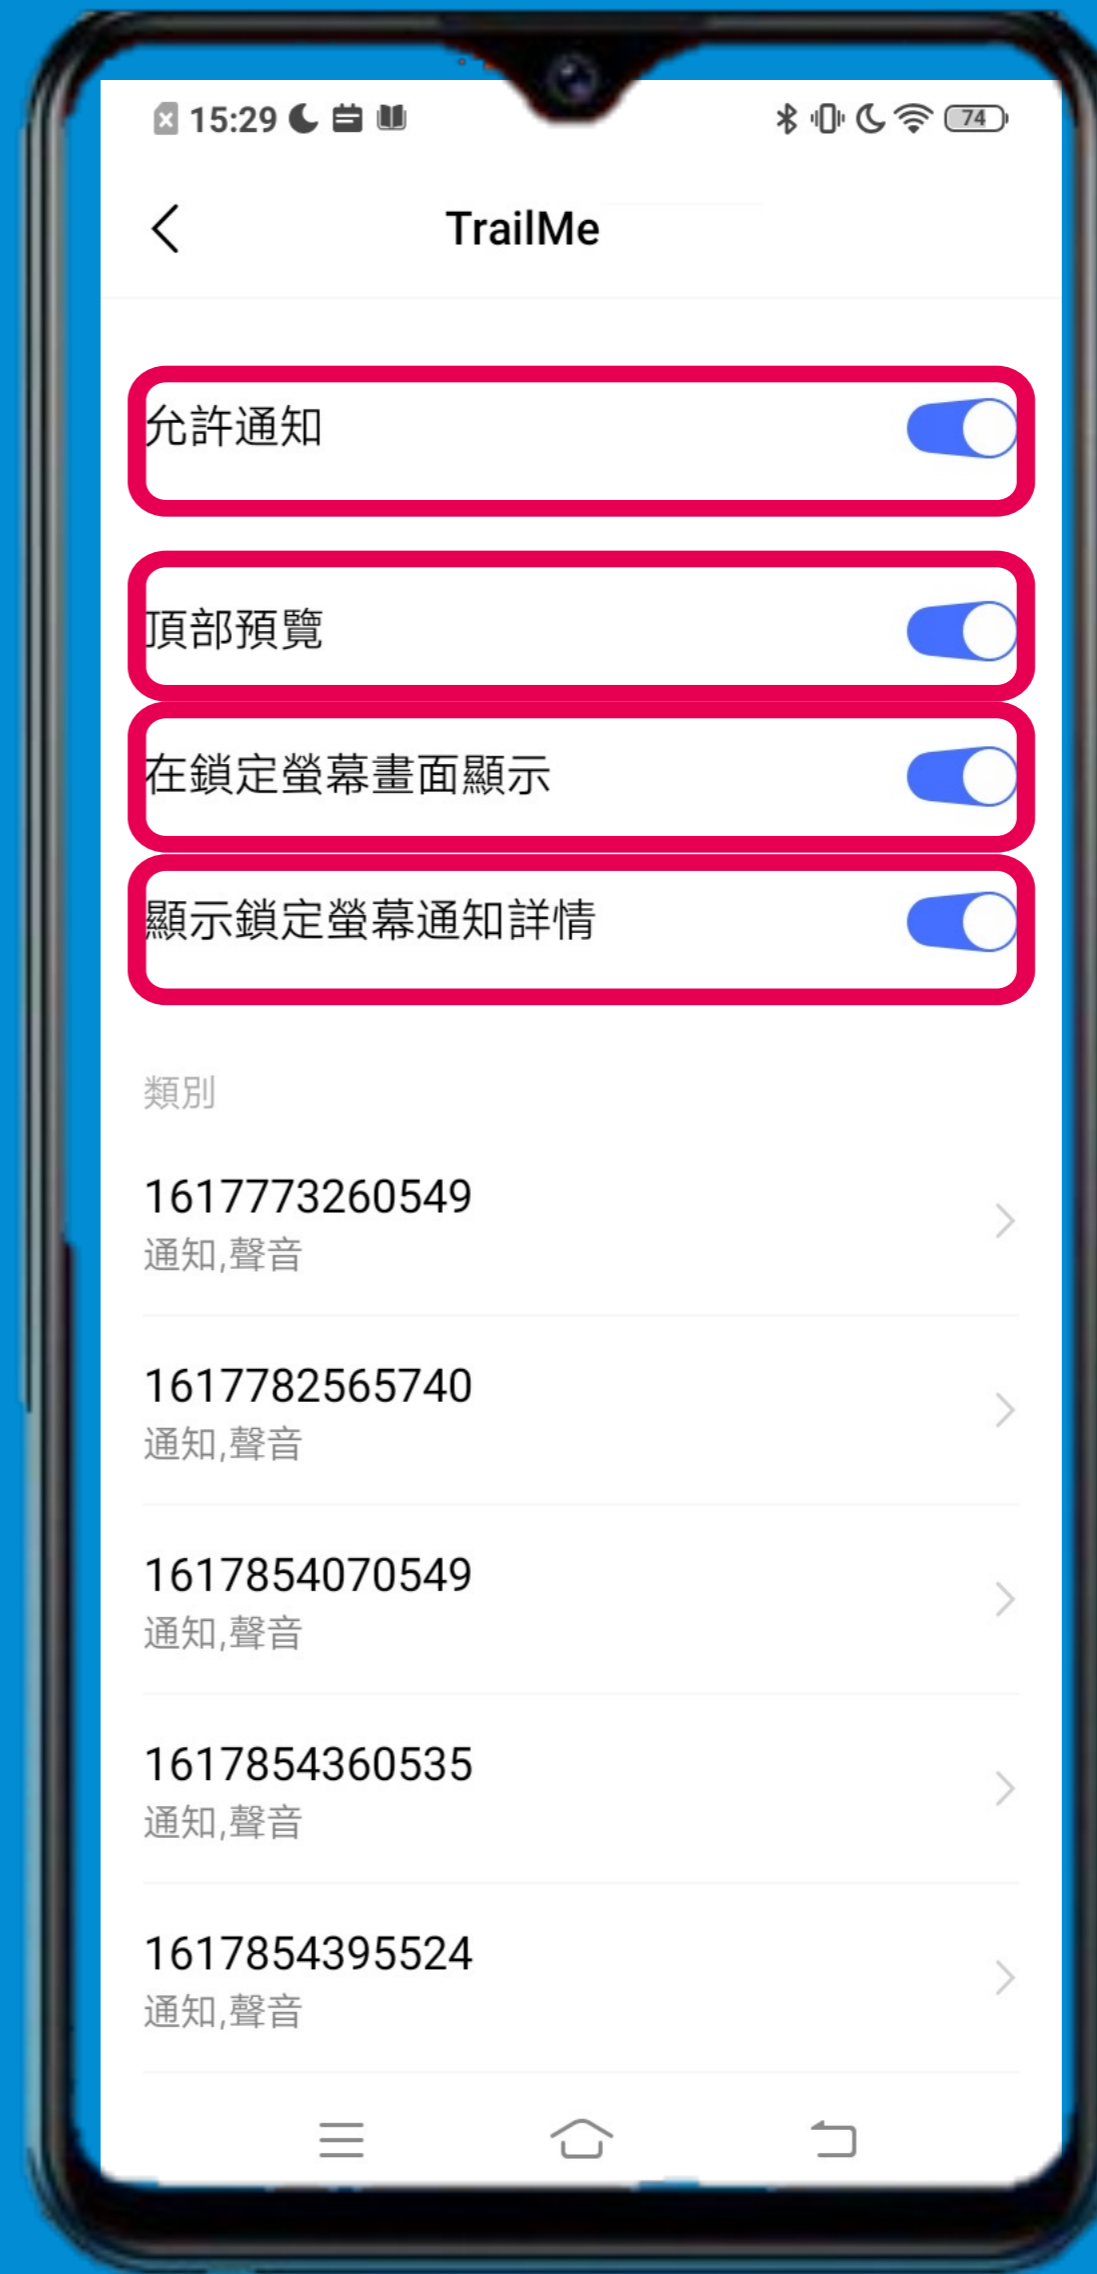 15:29
74
TrailMe
允許通知
頂部預覽
在鎖定螢幕畫面顯示
顯示鎖定螢幕通知詳情
類別
1617773260549
通知,聲音
1617782565740
通知,聲音
1617854070549
通知,聲音
1617854360535
通知,聲音
1617854395524
通知,聲音